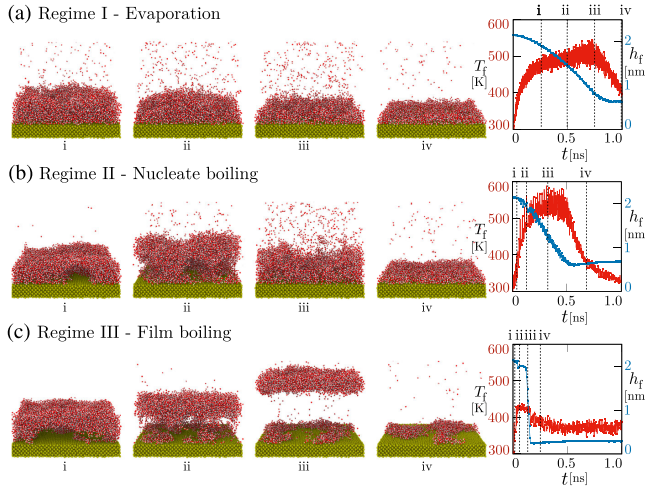 (a) Regime I - Evaporation
i ii iii iv
i ii iii iv
600
500
400
300
T_f
[K]
2
1
0
h_f
[nm
0 0.5 1.0
t[ns]
(b) Regime II - Nucleate boiling
i ii iii iv
i ii iii iv
600
500
400
300
T_f
[K]
2
1
0
h_f
[nm
0 0.5 1.0
t[ns]
(c) Regime III - Film boiling
i ii iii iv
i ii iii iv
600
500
400
300
T_f
[K]
2
1
0
h_f
[nm
0 0.5 1.0
t[ns]